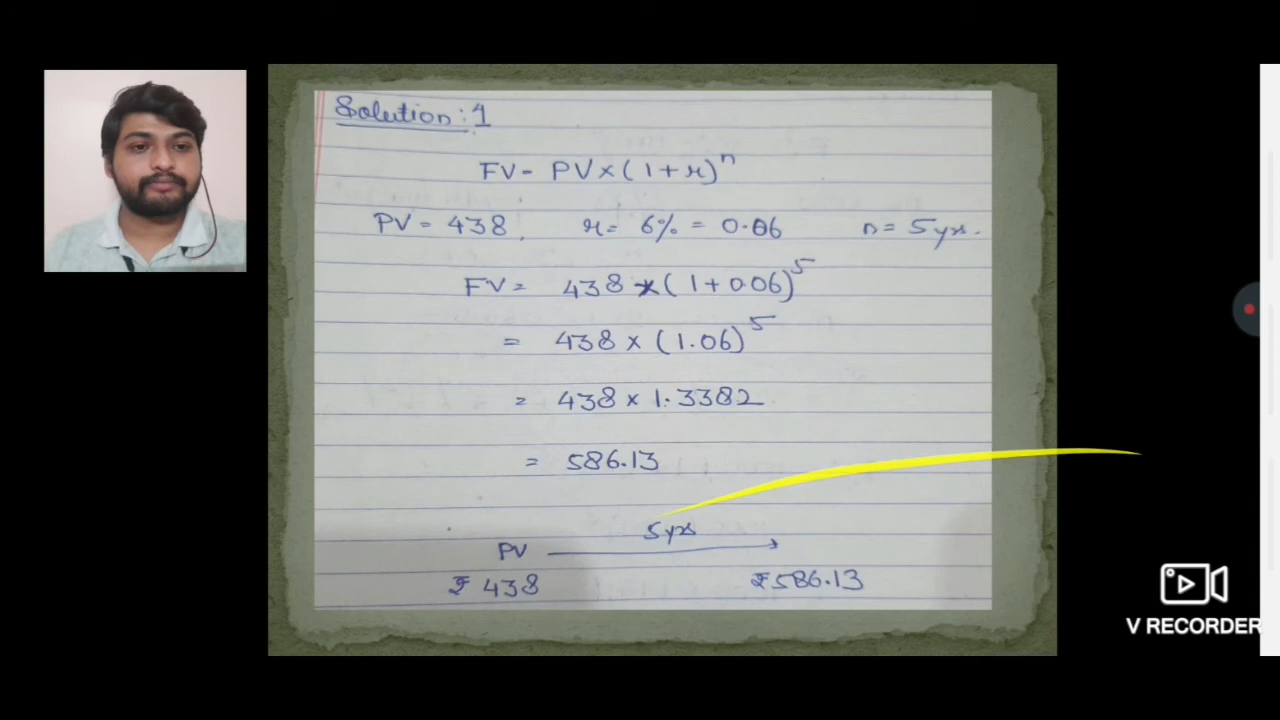 Solution: 1
FV = PV × (1 + r)^n
PV = 438, r = 6% = 0.06 n = 5 yrs.
FV = 438 × (1 + 0.06)^5
= 438 × (1.06)^5
= 438 × 1.3382
= 586.13
5 yrs
PV
₹ 438 ₹ 586.13
V RECORDER